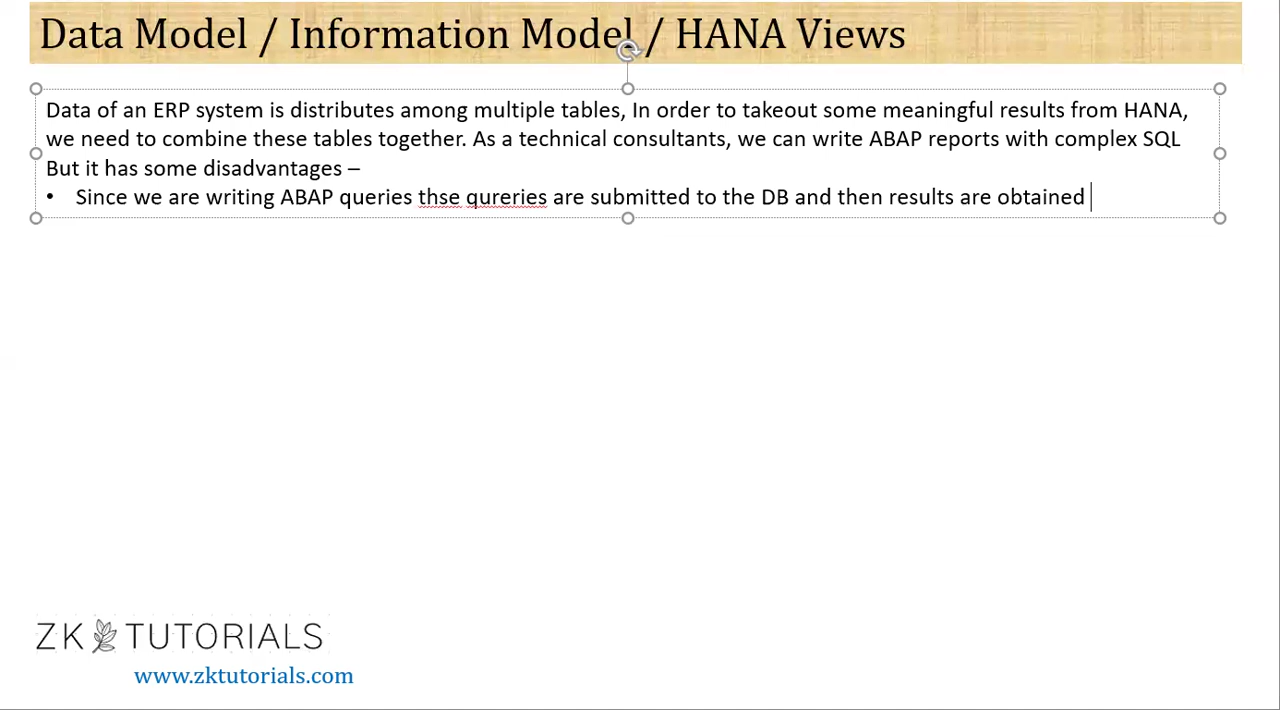 Data Model / Information Model / HANA Views
Data of an ERP system is distributes among multiple tables, In order to takeout some meaningful results from HANA,
we need to combine these tables together. As a technical consultants, we can write ABAP reports with complex SQL
But it has some disadvantages –
• Since we are writing ABAP queries thse qureries are submitted to the DB and then results are obtained
ZK TUTORIALS
www.zktutorials.com